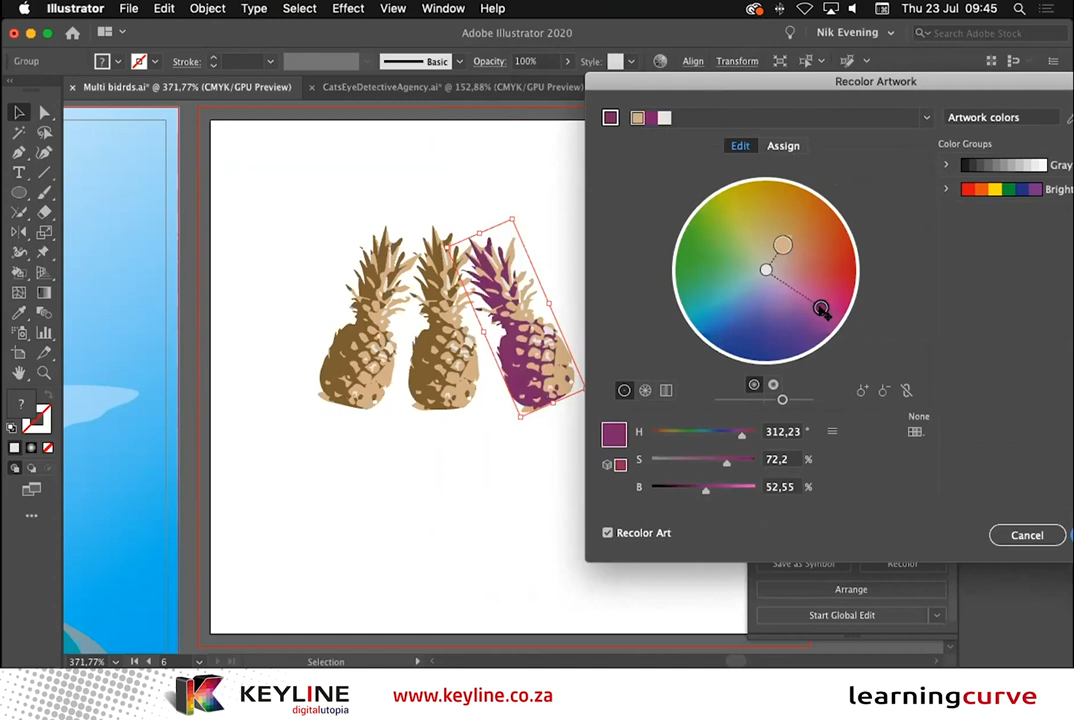 Illustrator File Edit Object Type Select Effect View Window Help Thu 23 Jul 09:45
Adobe Illustrator 2020 Nik Evening Search Adobe Stock
Group ? Stroke: Basic Opacity: 100% Style: Align Transform
Recolor Artwork
× Multi bidrds.ai* @ 371,77% (CMYK/GPU Preview) × CatsEyeDetectiveAgency.ai* @ 152,88% (CMYK/GPU Preview)
Artwork colors
Edit Assign
Color Groups
Gray
Bright
T
?
None
H 312,23 °
S 72,2 %
B 52,55 %
Recolor Art
Cancel
Save as Symbol Recolor
Arrange
Start Global Edit
371,77% 6 Selection
KEYLINE
digitalutopia
www.keyline.co.za
learningcurve